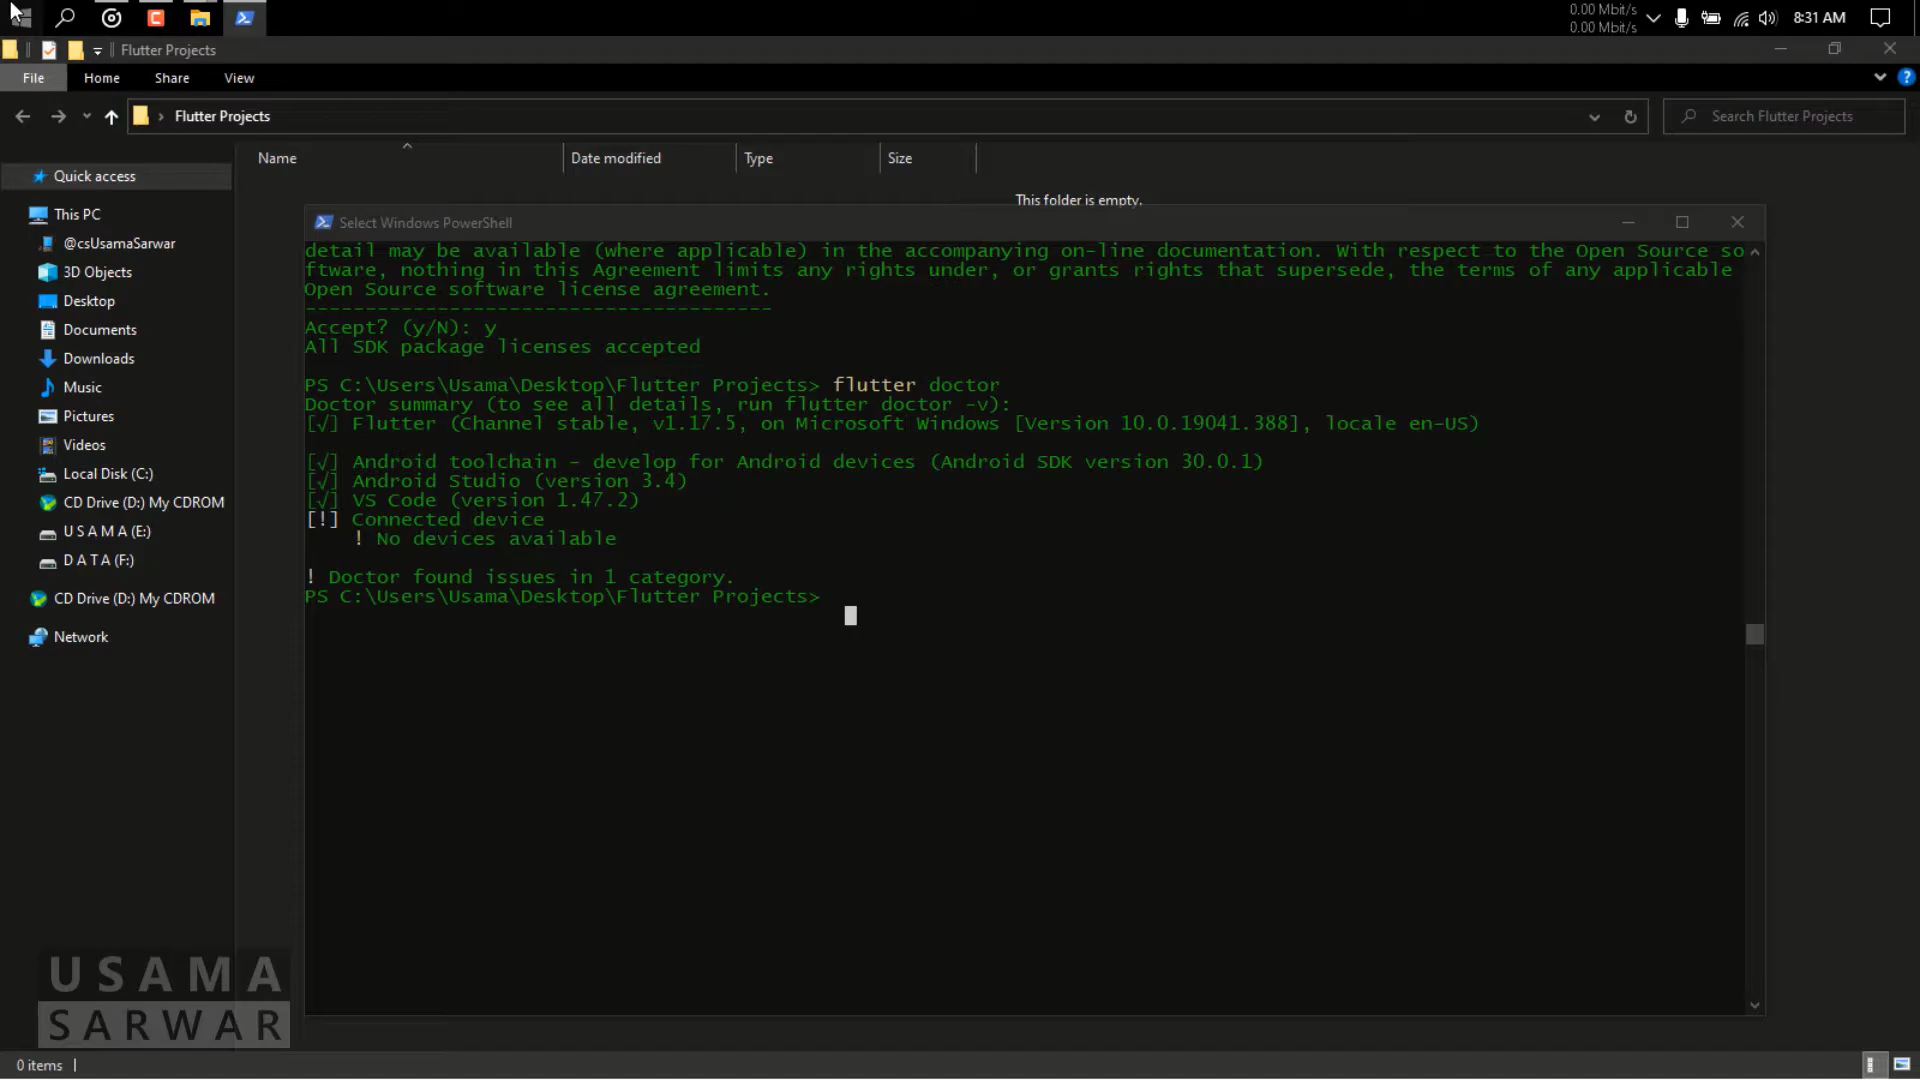 0.00 Mbit/s
0.00 Mbit/s
8:31 AM
Flutter Projects
File Home Share View
Flutter Projects
Search Flutter Projects
Name Date modified Type Size
This folder is empty.
Quick access
This PC
@csUsamaSarwar
3D Objects
Desktop
Documents
Downloads
Music
Pictures
Videos
Local Disk (C:)
CD Drive (D:) My CDROM
U S A M A (E:)
D A T A (F:)
CD Drive (D:) My CDROM
Network
Select Windows PowerShell
detail may be available (where applicable) in the accompanying on-line documentation. With respect to the Open Source so
ftware, nothing in this Agreement limits any rights under, or grants rights that supersede, the terms of any applicable
Open Source software license agreement.
---------------------------------------
Accept? (y/N): y
All SDK package licenses accepted
PS C:\Users\Usama\Desktop\Flutter Projects> flutter doctor
Doctor summary (to see all details, run flutter doctor -v):
[√] Flutter (Channel stable, v1.17.5, on Microsoft Windows [Version 10.0.19041.388], locale en-US)
[√] Android toolchain - develop for Android devices (Android SDK version 30.0.1)
[√] Android Studio (version 3.4)
[√] VS Code (version 1.47.2)
[!] Connected device
! No devices available
! Doctor found issues in 1 category.
PS C:\Users\Usama\Desktop\Flutter Projects>
USAMA
SARWAR
0 items